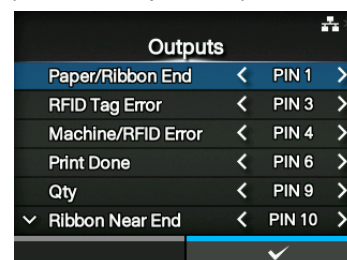 Outputs
Paper/Ribbon End < PIN 1 >
RFID Tag Error < PIN 3 >
Machine/RFID Error < PIN 4 >
Print Done < PIN 6 >
Qty < PIN 9 >
Ribbon Near End < PIN 10 >